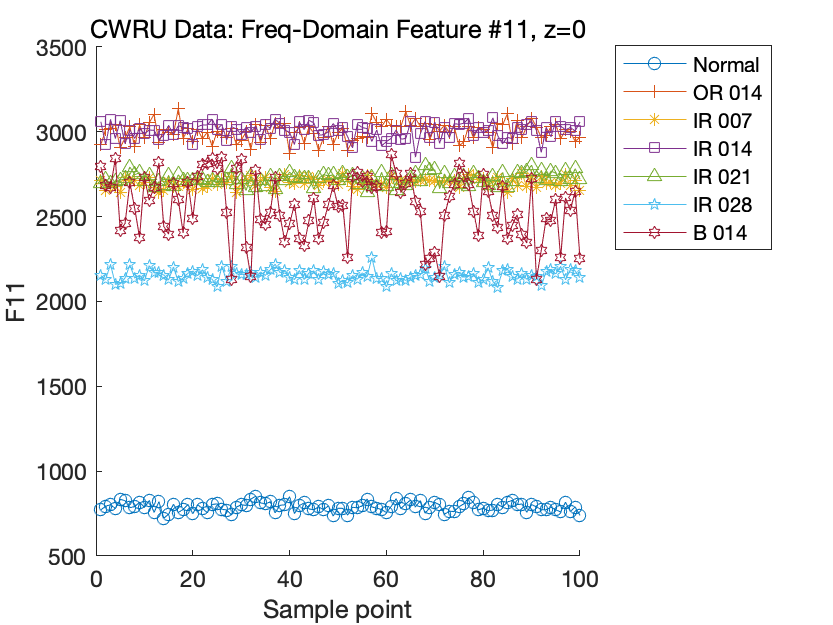 CWRU Data: Freq-Domain Feature #11, z=0
3500
3000
2500
2000
1500
1000
500
F11
0 20 40 60 80 100
Sample point
Normal
OR 014
IR 007
IR 014
IR 021
IR 028
B 014